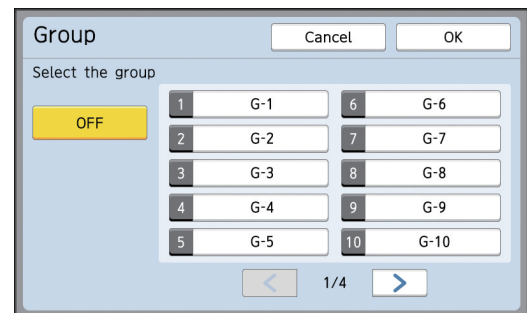 Group Cancel OK
Select the group
OFF
1 G-1 6 G-6
2 G-2 7 G-7
3 G-3 8 G-8
4 G-4 9 G-9
5 G-5 10 G-10
< 1/4 >